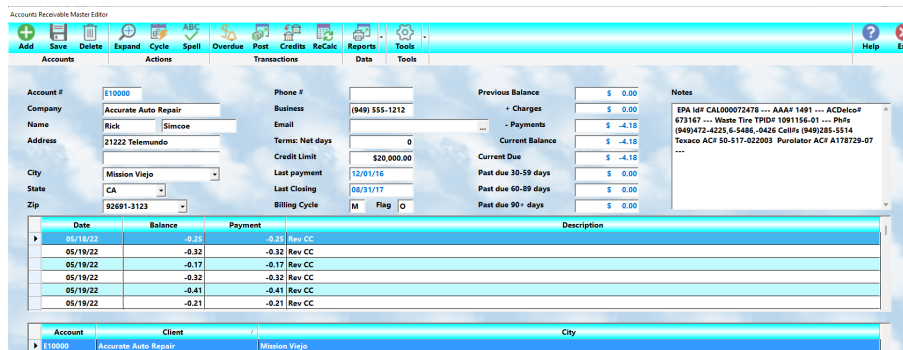 Accounts Receivable Master Editor
Add Save Delete Expand Cycle Spell Overdue Post Credits ReCalc Reports Tools Help
Accounts Actions Transactions Data Tools
Account # E10000 Phone # Previous Balance $ 0.00 Notes
Company Accurate Auto Repair Business (949) 555-1212 + Charges $ 0.00
Name Rick Simcoe Email ... - Payments $ -4.18
Address 21222 Telemundo Terms: Net days 0 Current Balance $ -4.18
Credit Limit $20,000.00 Current Due $ -4.18
City Mission Viejo Last payment 12/01/16 Past due 30-59 days $ 0.00
State CA Last Closing 08/31/17 Past due 60-89 days $ 0.00
Zip 92691-3123 Billing Cycle M Flag O Past due 90+ days $ 0.00
EPA Id# CAL000072478 --- AAA# 1491 --- ACDelco#
673167 --- Waste Tire TPID# 1091156-01 --- Ph#s
(949)472-4225,6-5486,-0426 Cell#s (949)285-5514
Texaco AC# 50-517-022003 Purolator AC# A178729-07
---
Date Balance Payment Description
05/18/22 -0.25 -0.25 Rev CC
05/19/22 -0.32 -0.32 Rev CC
05/19/22 -0.17 -0.17 Rev CC
05/19/22 -0.32 -0.32 Rev CC
05/19/22 -0.41 -0.41 Rev CC
05/19/22 -0.21 -0.21 Rev CC
Account Client / City
E10000 Accurate Auto Repair Mission Viejo